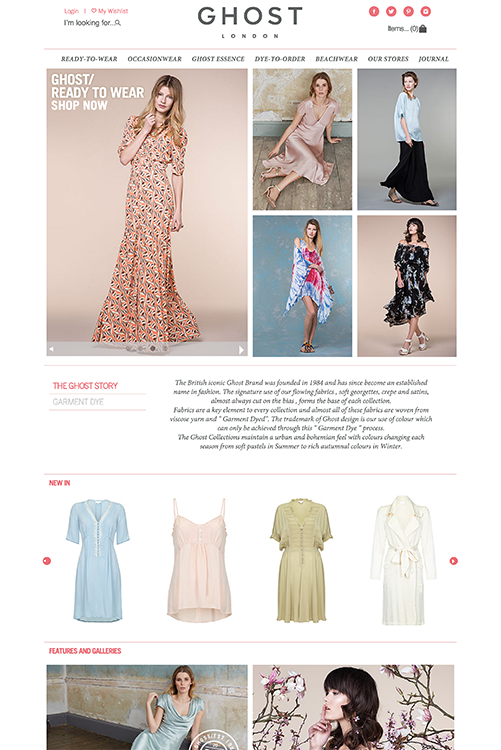 Login | My Wishlist
I'm looking for...
GHOST
LONDON
Items... (0)
READY-TO-WEAR OCCASIONWEAR GHOST ESSENCE DYE-TO-ORDER BEACHWEAR OUR STORES JOURNAL
GHOST/
READY TO WEAR
SHOP NOW
THE GHOST STORY
GARMENT DYE
The British iconic Ghost Brand was founded in 1984 and has since become an established
name in fashion. The signature use of our flowing fabrics , soft georgettes, crepe and satins,
almost always cut on the bias , forms the base of each collection.
Fabrics are a key element to every collection and almost all of these fabrics are woven from
viscose yarn and " Garment Dyed". The trademark of Ghost design is our use of colour which
can only be achieved through this " Garment Dye " process.
The Ghost Collections maintain a urban and bohemian feel with colours changing each
season from soft pastels in Summer to rich autumnal colours in Winter.
NEW IN
FEATURES AND GALLERIES